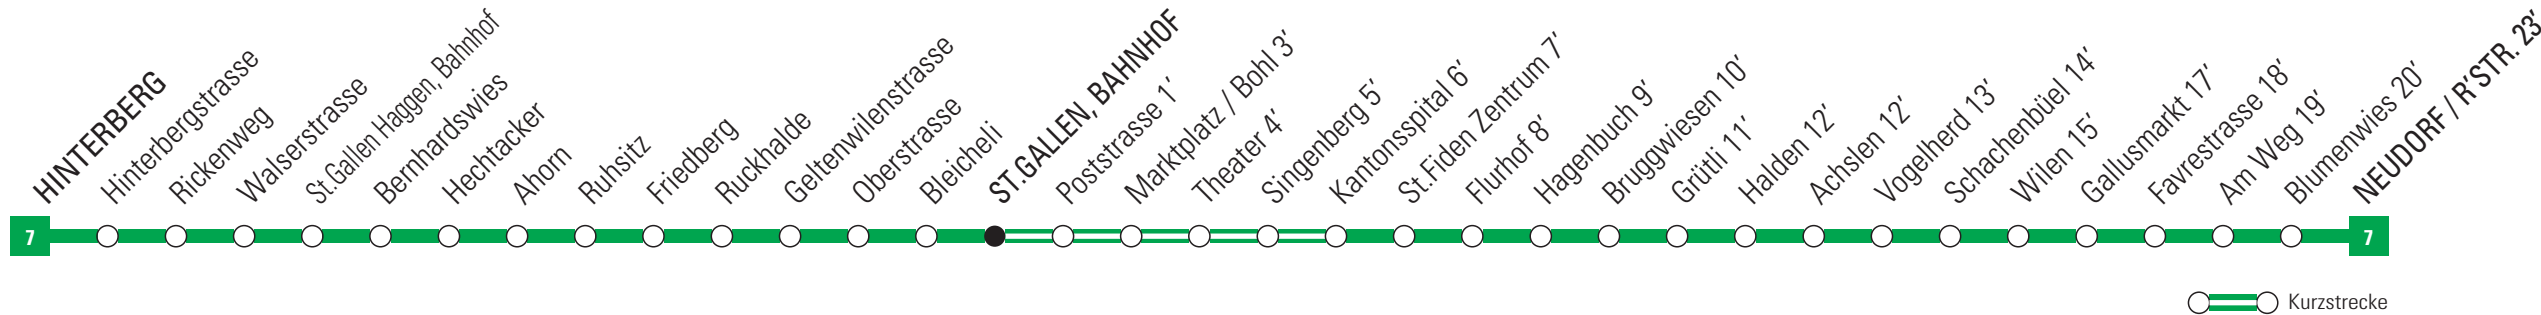 HINTERBERG
Hinterbergstrasse
Rickenweg
Walserstrasse
St.Gallen Haggen, Bahnhof
Bernhardswies
Hechtacker
Ahorn
Ruhsitz
Friedberg
Ruckhalde
Geltenwilenstrasse
Oberstrasse
Bleicheli
ST.GALLEN, BAHNHOF
Poststrasse 1'
Marktplatz / Bohl 3'
Theater 4'
Singenberg 5'
Kantonsspital 6'
St.Fiden Zentrum 7'
Flurhof 8'
Hagenbuch 9'
Bruggwiesen 10'
Grütli 11'
Halden 12'
Achslen 12'
Vogelherd 13'
Schachenbüel 14'
Wilen 15'
Gallusmarkt 17'
Favrestrasse 18'
Am Weg 19'
Blumenwies 20'
NEUDORF / R'STR. 23'
7
7
Kurzstrecke